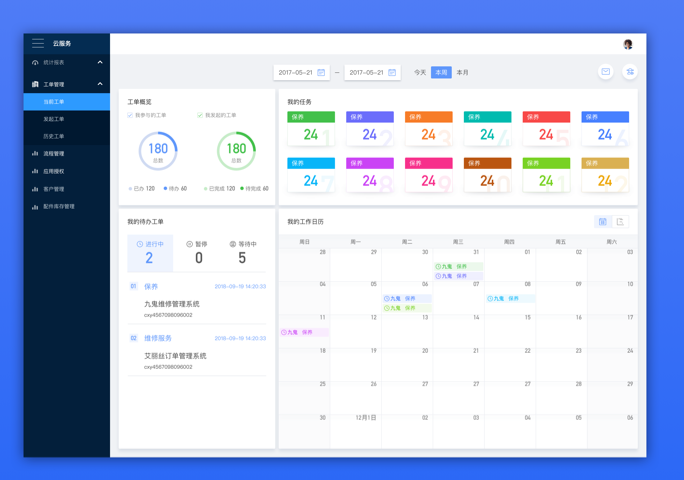 云服务
统计报表
工单管理
当前工单
发起工单
历史工单
流程管理
应用授权
客户管理
配件库存管理
2017-05-21 — 2017-05-21 今天 本周 本月
工单概览
我参与的工单 我发起的工单
180 180
总数 总数
已办 120 待办 60 已完成 120 待完成 60
我的任务
保养 保养 保养 保养 保养 保养
24 1 24 2 24 3 24 4 24 5 24 6
保养 保养 保养 保养 保养 保养
24 7 24 8 24 9 24 24 24
我的待办工单
进行中 暂停 等待中
2 0 5
01 保养 2018-09-19 14:20:33
九鬼维修管理系统
cxy4567098096002
02 维修服务 2018-09-19 14:20:33
艾丽丝订单管理系统
cxy4567098096002
我的工作日历
周日 周一 周二 周三 周四 周五 周六
28 29 30 31 01 02 03
九鬼 保养
九鬼 保养
04 05 06 07 08 09 10
九鬼 保养 九鬼 保养
九鬼 保养
11 12 13 14 15 16 17
九鬼 保养
18 19 20 21 22 23 24
25 26 27 27 28 28 29
30 12月1日 02 03 04 05 06